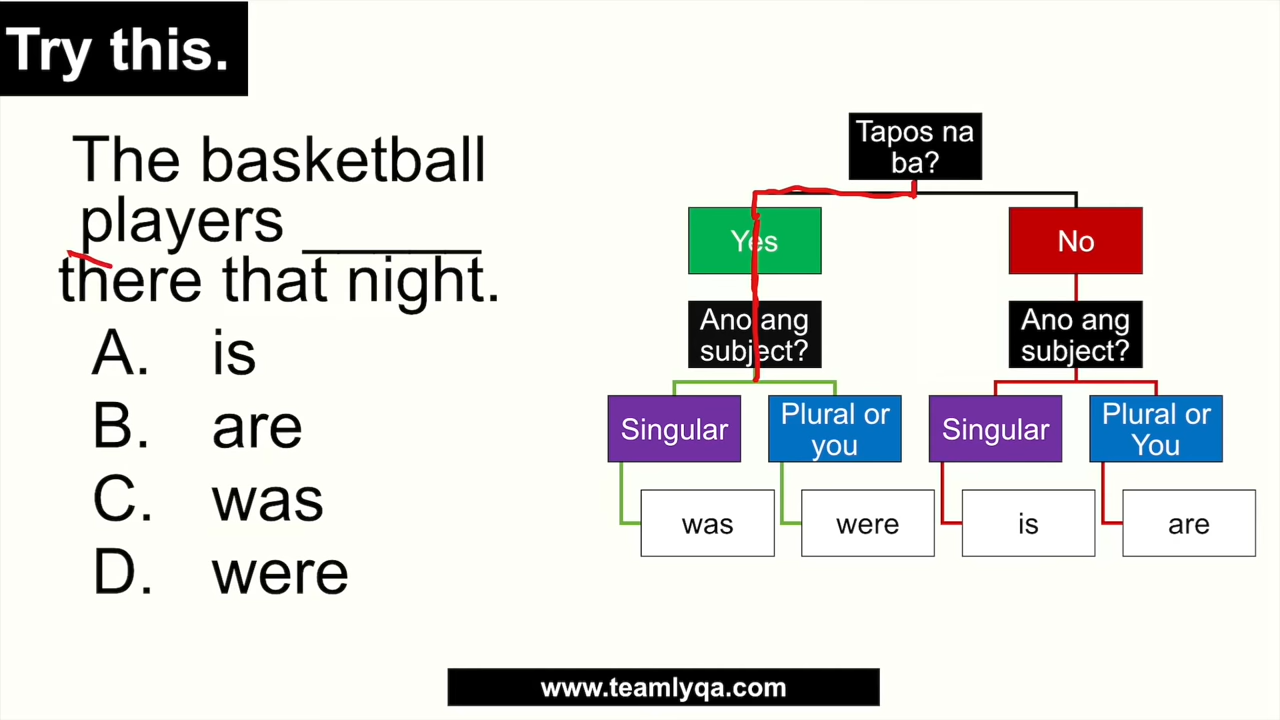 Try this.
The basketball
players ______
there that night.
A. is
B. are
C. was
D. were
Tapos na
ba?
Yes
No
Ano ang
subject?
Ano ang
subject?
Singular
Plural or
you
Singular
Plural or
You
was
were
is
are
www.teamlyqa.com